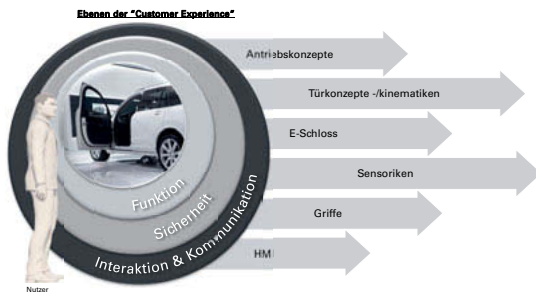 Ebenen der "Customer Experience"
Antriebskonzepte
Türkonzepte -/kinematiken
E-Schloss
Sensoriken
Griffe
HMI
Funktion
Sicherheit
Interaktion & Kommunikation
Nutzer